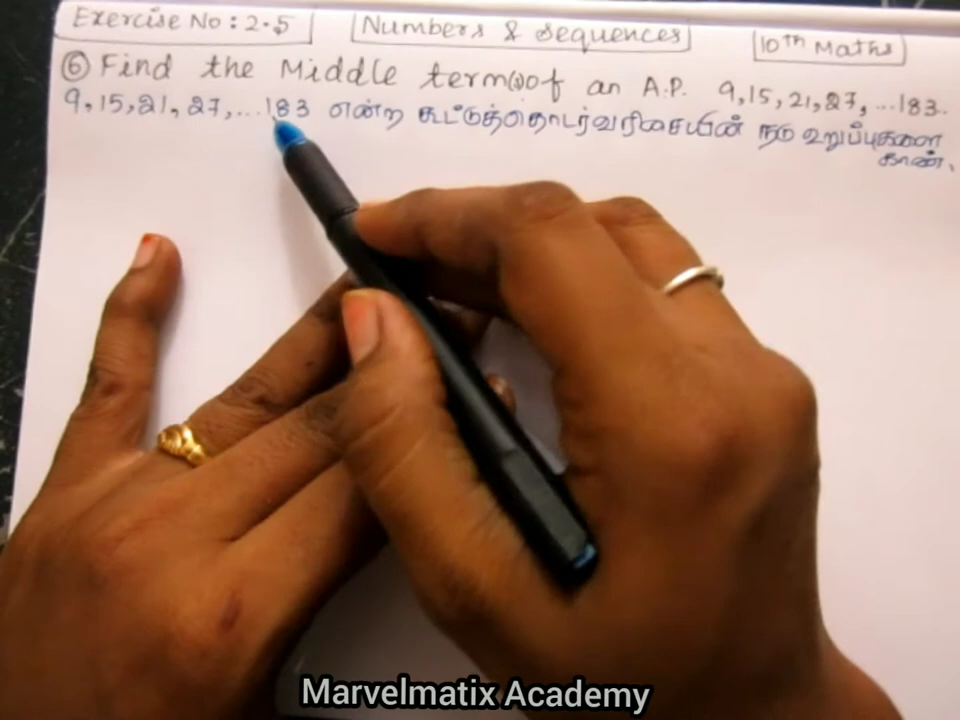 Exercise No : 2.5
Numbers & Sequences
10th Maths
⑥ Find the Middle term(s) of an A.P. 9,15,21,27, ...183.
9,15,21,27,...183 என்ற கூட்டுத்தொடர்வரிசையின் நடு உறுப்புகளை
காண்.
Marvelmatix Academy